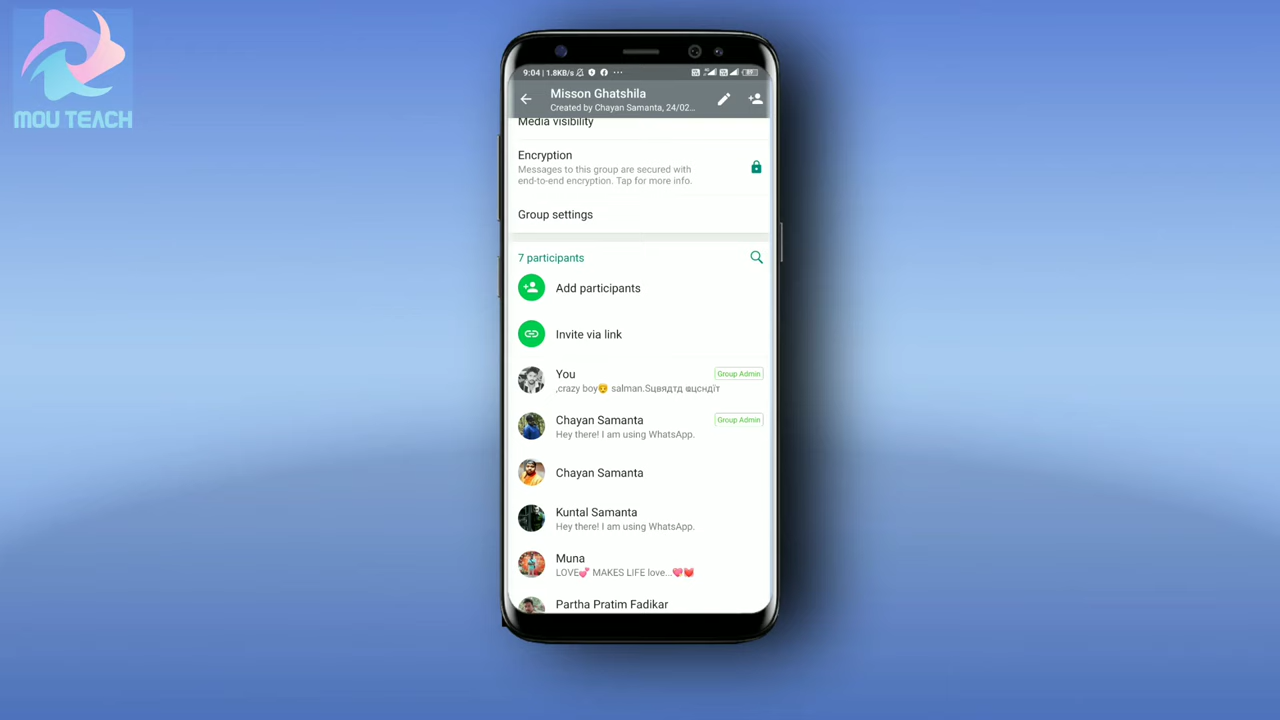 MOU TEACH
9:04 | 1.8KB/s
Misson Ghatshila
Created by Chayan Samanta, 24/02...
Media visibility
Encryption
Messages to this group are secured with
end-to-end encryption. Tap for more info.
Group settings
7 participants
Add participants
Invite via link
You
Group Admin
,crazy boy😔 salman.Sцвядтд
Chayan Samanta
Group Admin
Hey there! I am using WhatsApp.
Chayan Samanta
Kuntal Samanta
Hey there! I am using WhatsApp.
Muna
LOVE💞 MAKES LIFE love...💖💓
Partha Pratim Fadikar